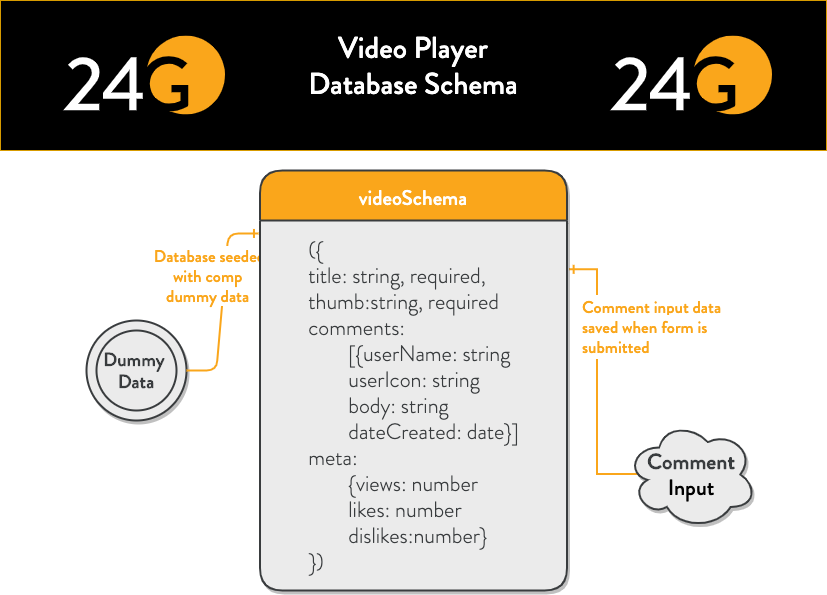 24G
Video Player
Database Schema
24G
videoSchema
Database seeded
with comp
dummy data
({
title: string, required,
thumb:string, required
comments:
[{userName: string
userIcon: string
body: string
dateCreated: date}]
meta:
{views: number
likes: number
dislikes:number}
})
Comment input data
saved when form is
submitted
Dummy
Data
Comment
Input